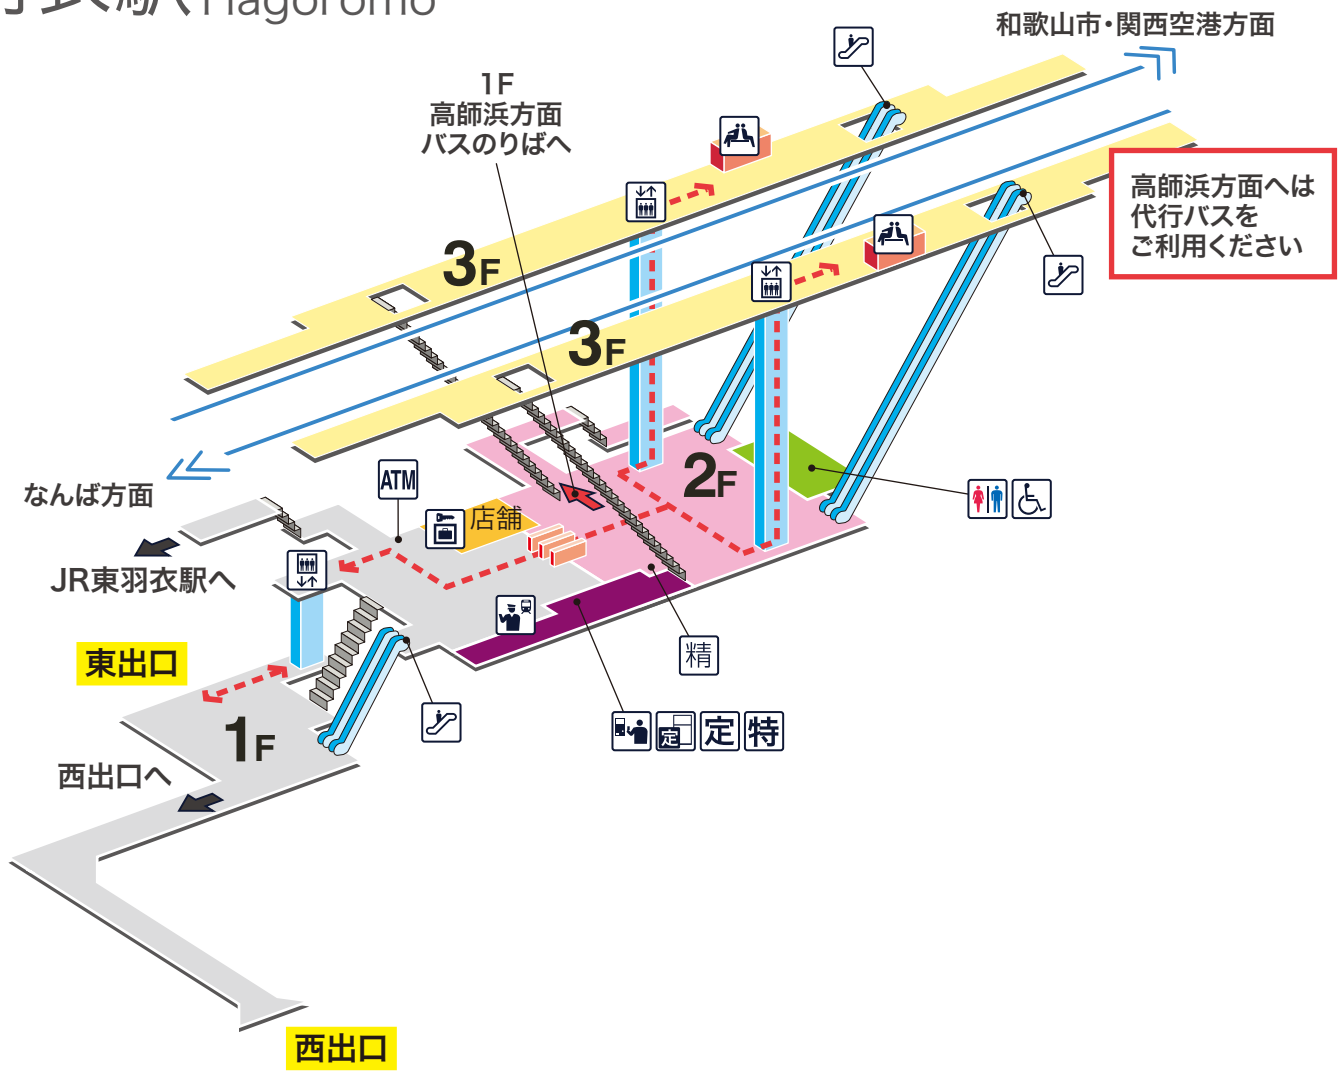 衣駅 Hagoromo
和歌山市・関西空港方面
1F
高師浜方面
バスのりばへ
高師浜方面へは
代行バスを
ご利用ください
3F
3F
2F
ATM
なんば方面
店舗
JR東羽衣駅へ
東出口
精
定 定 特
1F
西出口へ
西出口